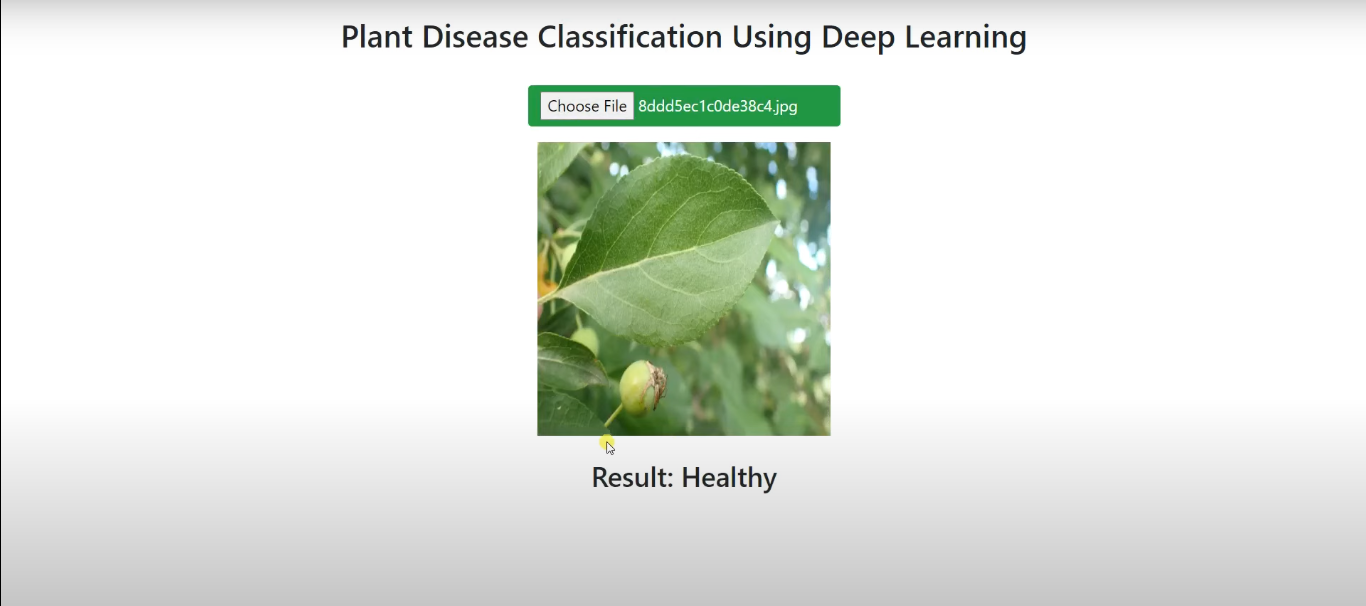 Plant Disease Classification Using Deep Learning
Choose File 8ddd5ec1c0de38c4.jpg
Result: Healthy